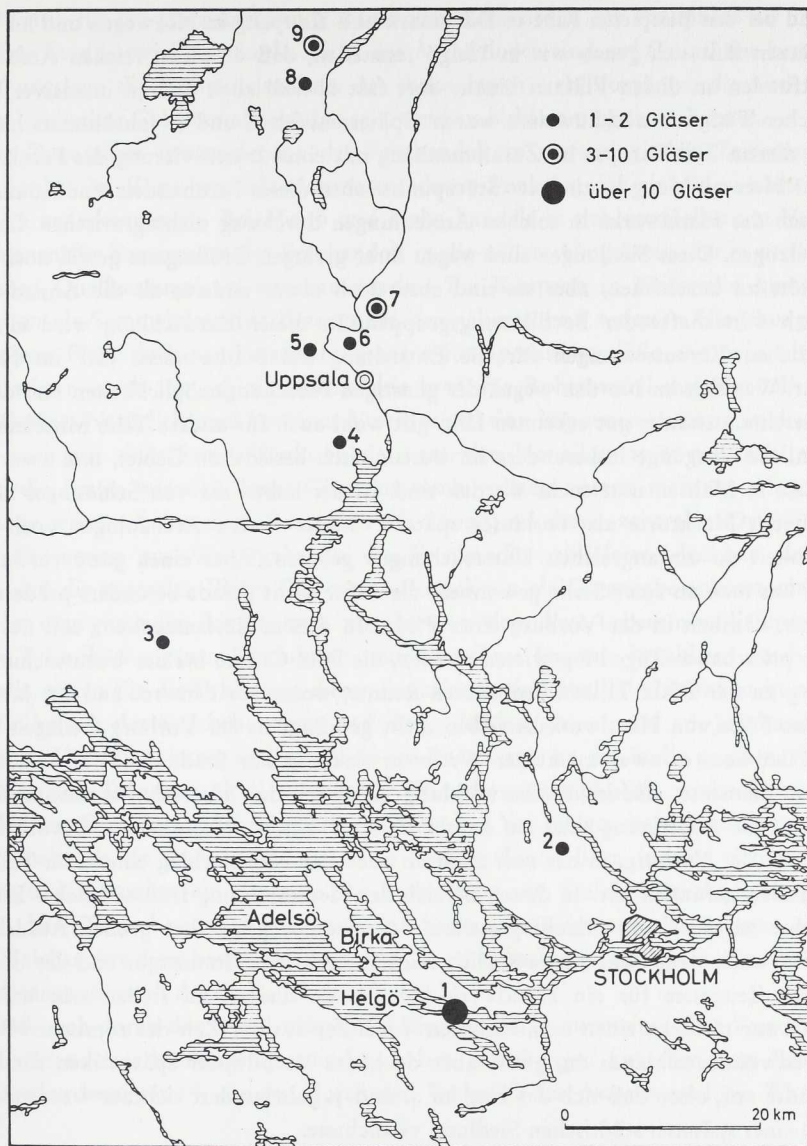 9
8
1-2 Gläser
3-10 Gläser
über 10 Gläser
7
5
6
Uppsala
4
3
2
Adelsö
Birka
STOCKHOLM
Helgö
1
0
20 km